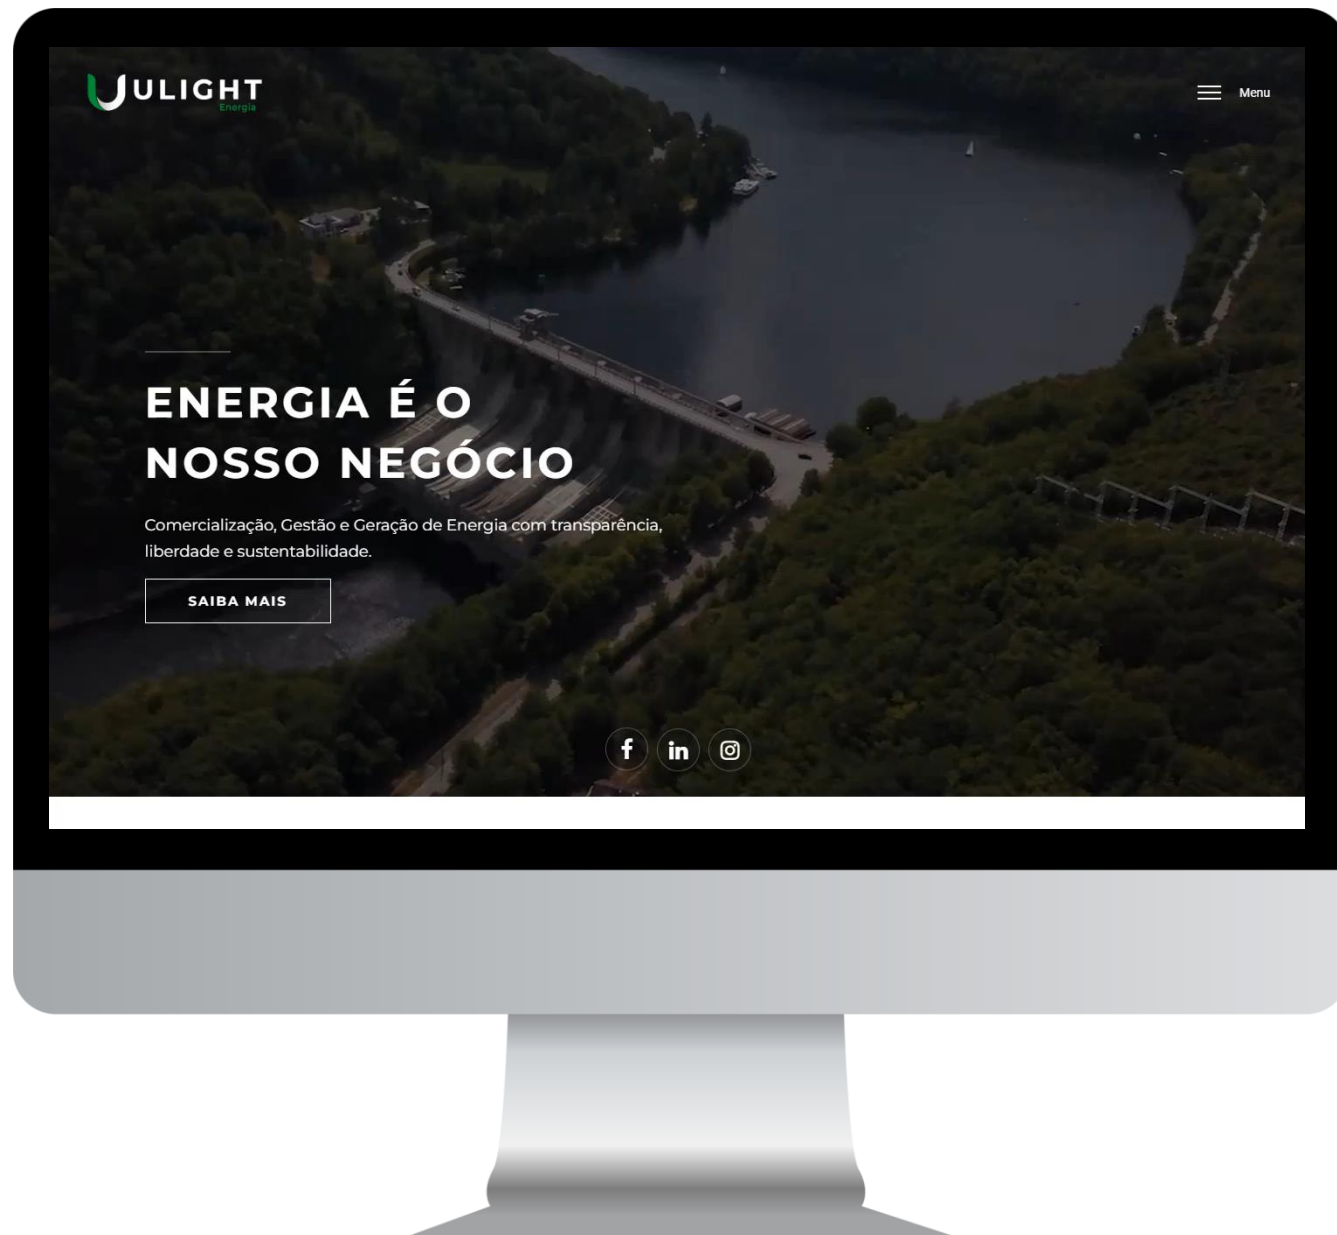 ULIGHT
Energia
Menu
ENERGIA É O
NOSSO NEGÓCIO
Comercialização, Gestão e Geração de Energia com transparência,
liberdade e sustentabilidade.
SAIBA MAIS